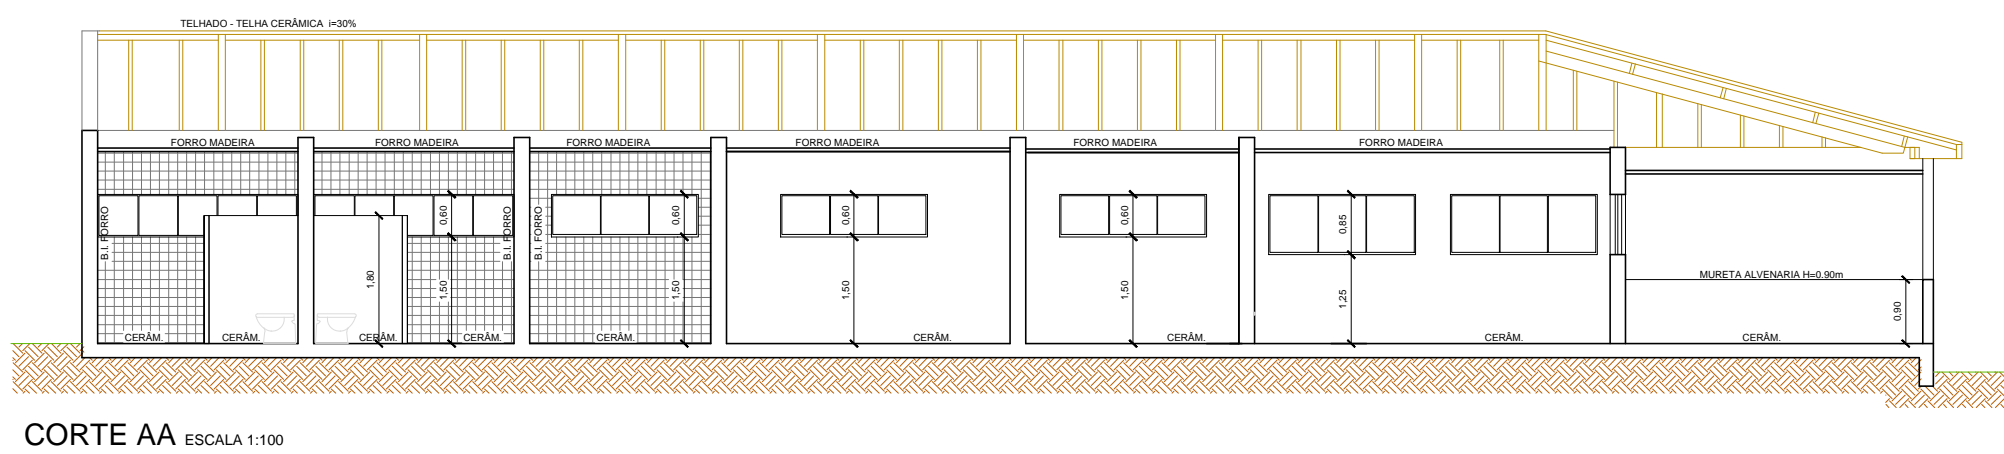 TELHADO - TELHA CERÂMICA i=30%
FORRO MADEIRA
FORRO MADEIRA
FORRO MADEIRA
FORRO MADEIRA
FORRO MADEIRA
FORRO MADEIRA
B.I. FORRO
B.I. FORRO
B.I. FORRO
0,60
0,60
0,60
0,60
0,85
1,80
1,50
1,50
1,50
1,50
1,25
MURETA ALVENARIA H=0.90m
0,90
CERÂM.
CERÂM.
CERÂM.
CERÂM.
CERÂM.
CERÂM.
CERÂM.
CERÂM.
CERÂM.
CORTE AA ESCALA 1:100